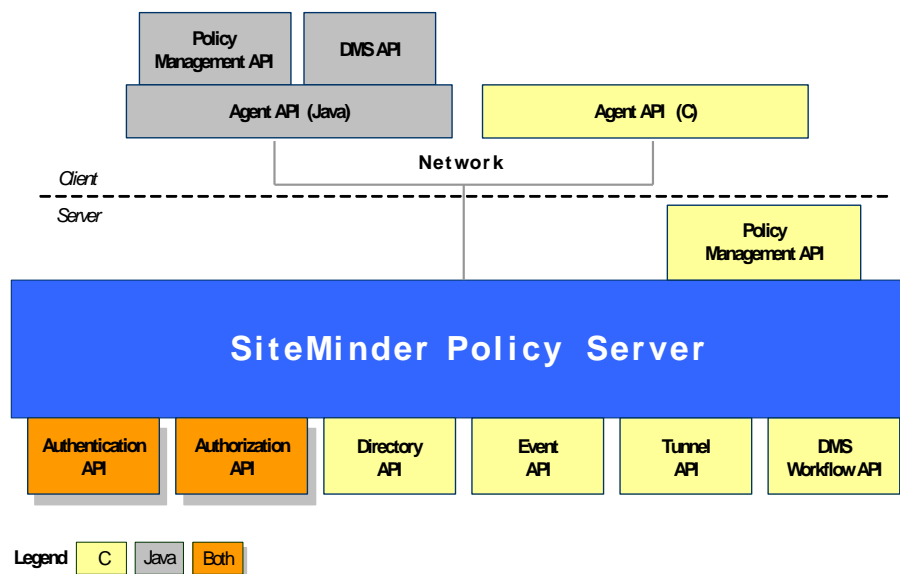 Policy
Management API
DMS API
Agent API (Java)
Agent API (C)
Network
Client
Server
Policy
Management API
SiteMinder Policy Server
Authentication
API
Authorization
API
Directory
API
Event
API
Tunnel
API
DMS
Workflow API
Legend C Java Both